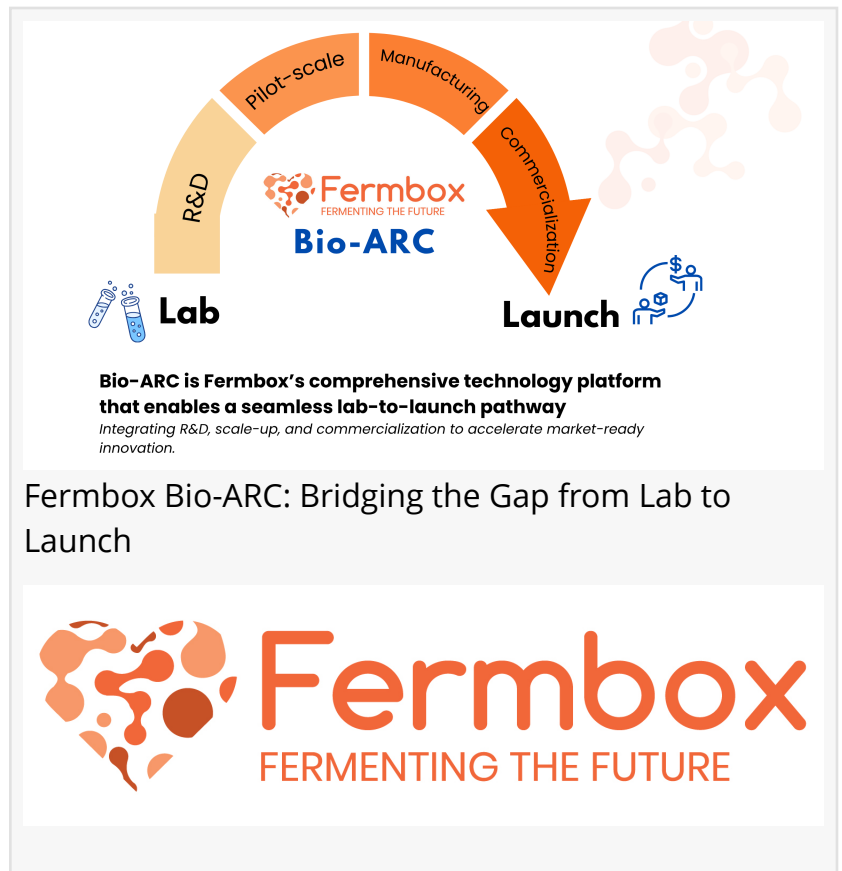 R&D
Pilot-scale
Manufacturing
Commercialization
Fermbox
FERMENTING THE FUTURE
Bio-ARC
Lab
Launch
$
Bio-ARC is Fermbox’s comprehensive technology platform
that enables a seamless lab-to-launch pathway
Integrating R&D, scale-up, and commercialization to accelerate market-ready
innovation.
Fermbox Bio-ARC: Bridging the Gap from Lab to
Launch
Fermbox
FERMENTING THE FUTURE